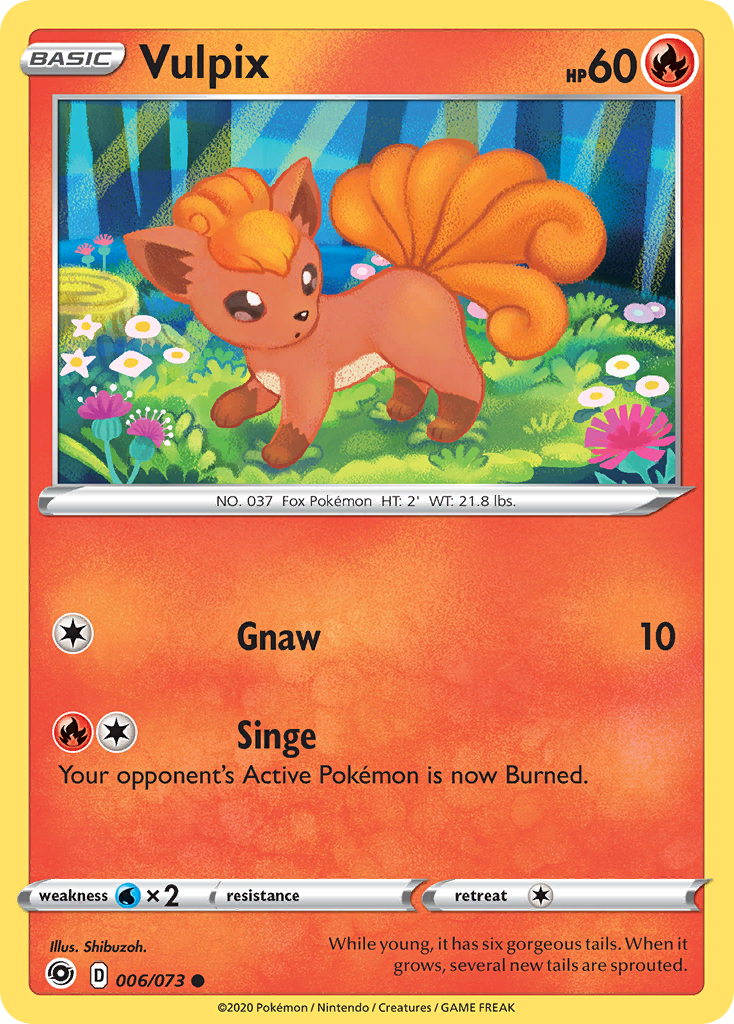 BASIC Vulpix HP60
NO. 037 Fox Pokémon HT: 2' WT: 21.8 lbs.
Gnaw 10
Singe
Your opponent's Active Pokémon is now Burned.
weakness ×2 resistance retreat
Illus. Shibuzoh.
While young, it has six gorgeous tails. When it
grows, several new tails are sprouted.
D 006/073
©2020 Pokémon / Nintendo / Creatures / GAME FREAK